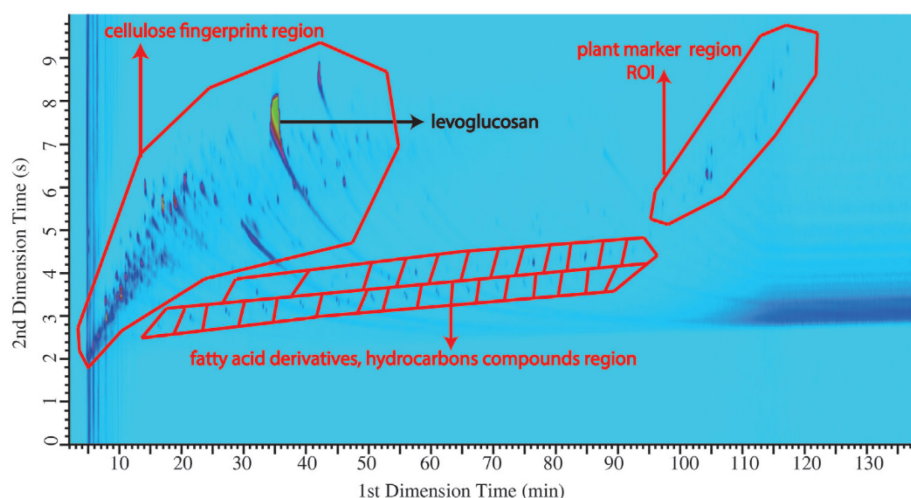 cellulose fingerprint region
plant marker region
ROI
levoglucosan
fatty acid derivatives, hydrocarbons compounds region
2nd Dimension Time (s)
9
8
7
6
5
4
3
2
1
0
10 20 30 40 50 60 70 80 90 100 110 120 130
1st Dimension Time (min)